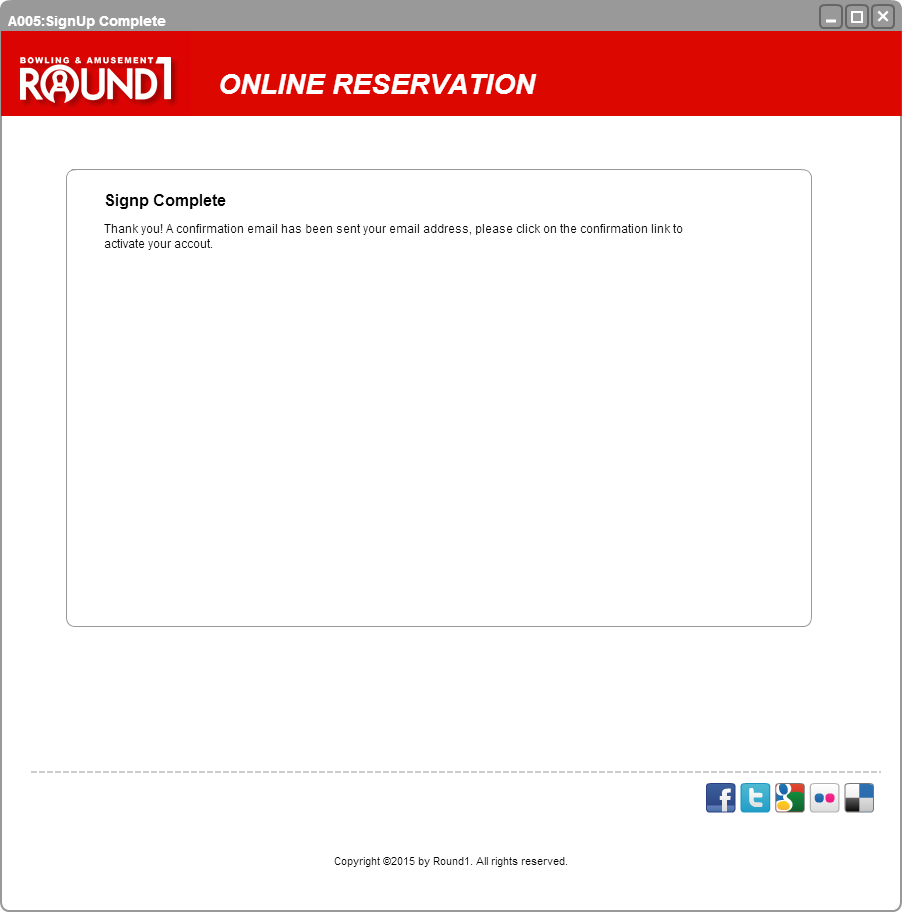 A005:SignUp Complete
BOWLING & AMUSEMENT
ROUND1
ONLINE RESERVATION
Signp Complete
Thank you! A confirmation email has been sent your email address, please click on the confirmation link to
activate your accout.
f t g
Copyright ©2015 by Round1. All rights reserved.